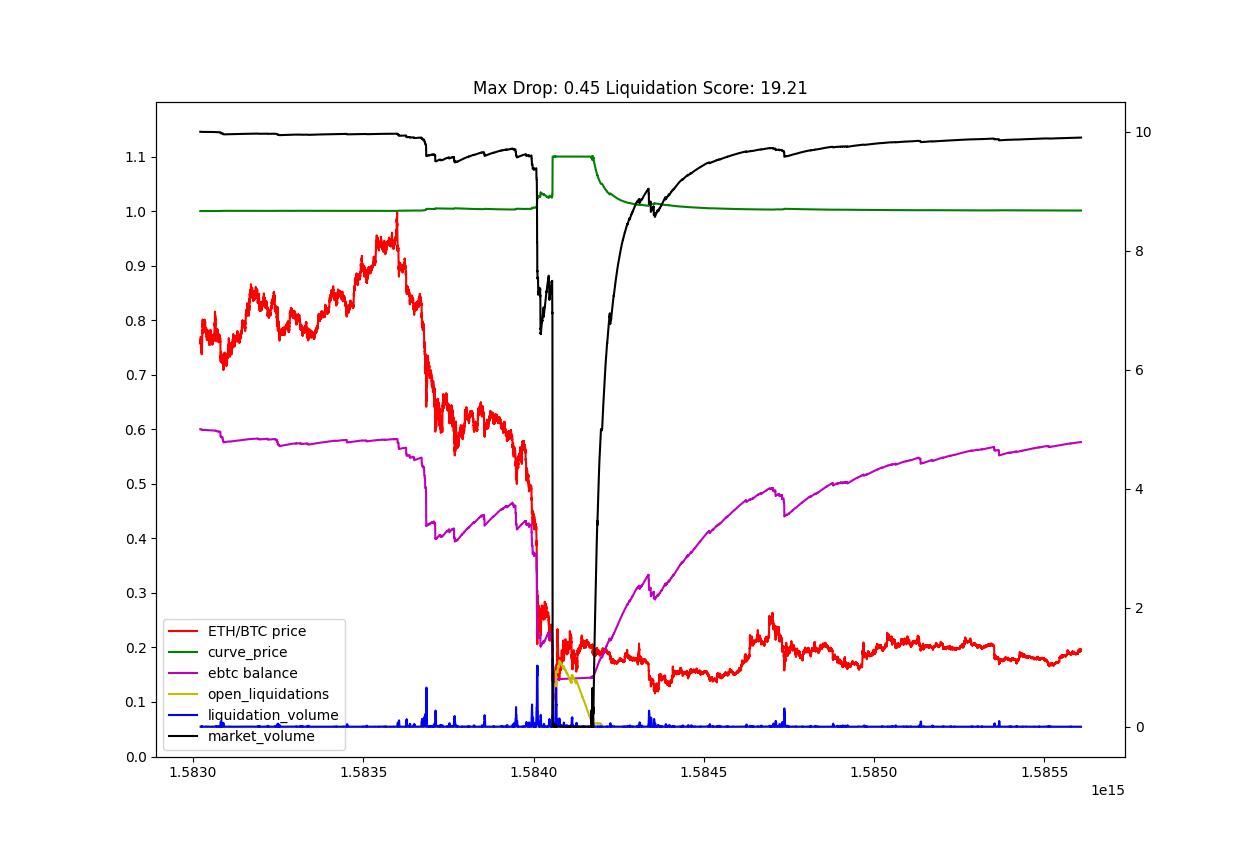 Max Drop: 0.45 Liquidation Score: 19.21
1.1
1.0
0.9
0.8
0.7
0.6
0.5
0.4
0.3
0.2
0.1
0.0
10
8
6
4
2
0
ETH/BTC price
curve_price
ebtc balance
open_liquidations
liquidation_volume
market_volume
1.5830 1.5835 1.5840 1.5845 1.5850 1.5855
1e15